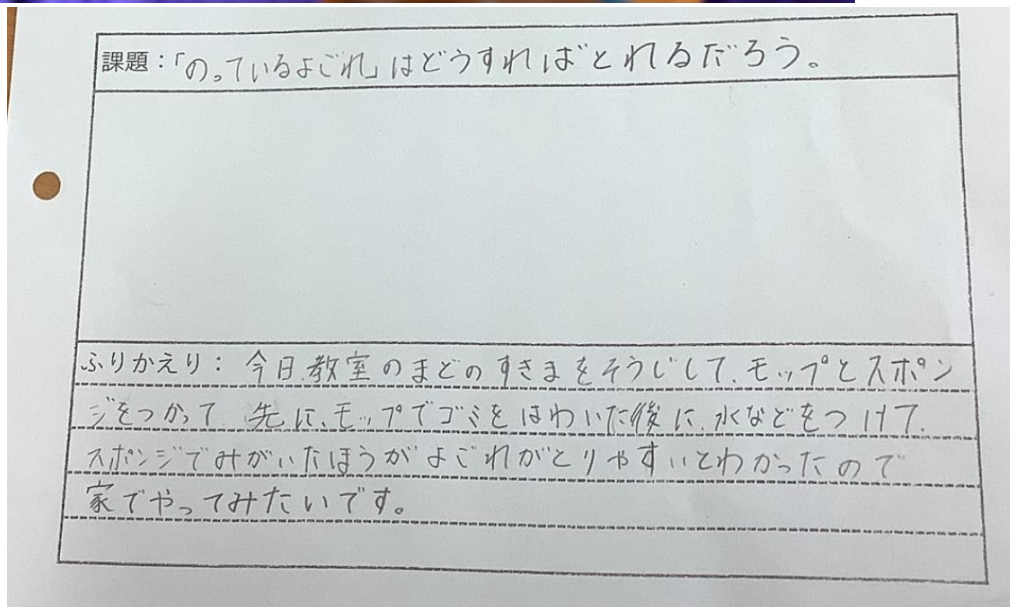 課題：「のっているよごれ」はどうすればとれるだろう。
ふりかえり：今日、教室のまどのすきまをそうじして、モップとスポン
ジをつかって、先に、モップでゴミをはわいた後に、水などをつけて、
スポンジでみがいたほうがよごれがとりやすいとわかったので
家でやってみたいです。